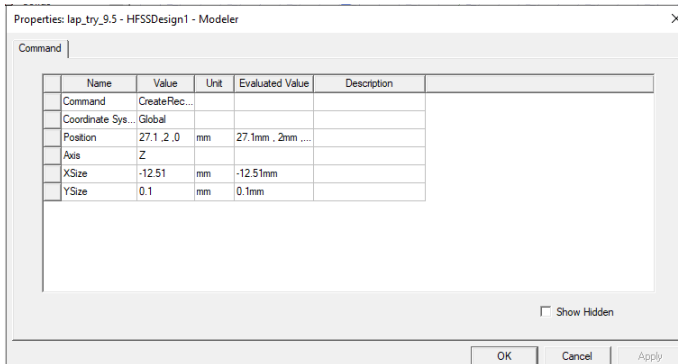 Properties: lap_try_9.5 - HFSSDesign1 - Modeler
Command
Name Value Unit Evaluated Value Description
Command CreateRec...
Coordinate Sys... Global
Position 27.1 ,2 ,0 mm 27.1mm , 2mm ,...
Axis Z
XSize -12.51 mm -12.51mm
YSize 0.1 mm 0.1mm
Show Hidden
OK Cancel Apply